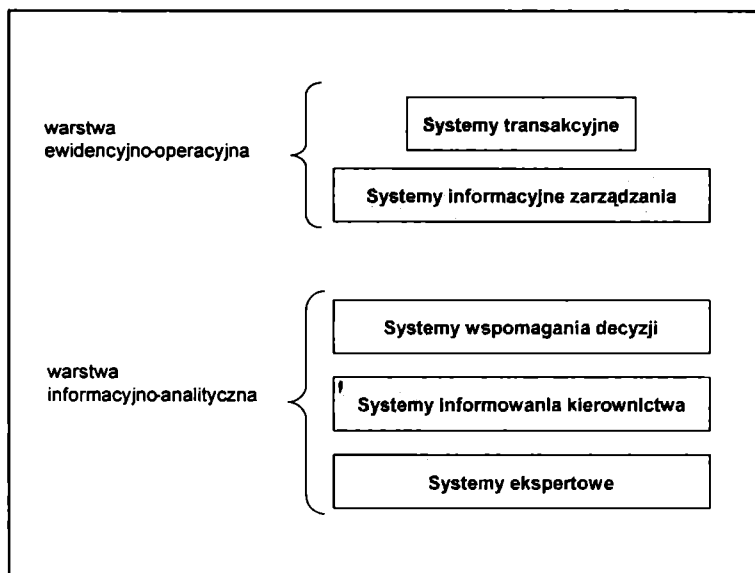 warstwa
ewidencyjno-operacyjna
Systemy transakcyjne
Systemy informacyjne zarządzania
warstwa
informacyjno-analityczna
Systemy wspomagania decyzji
Systemy informowania kierownictwa
Systemy ekspertowe